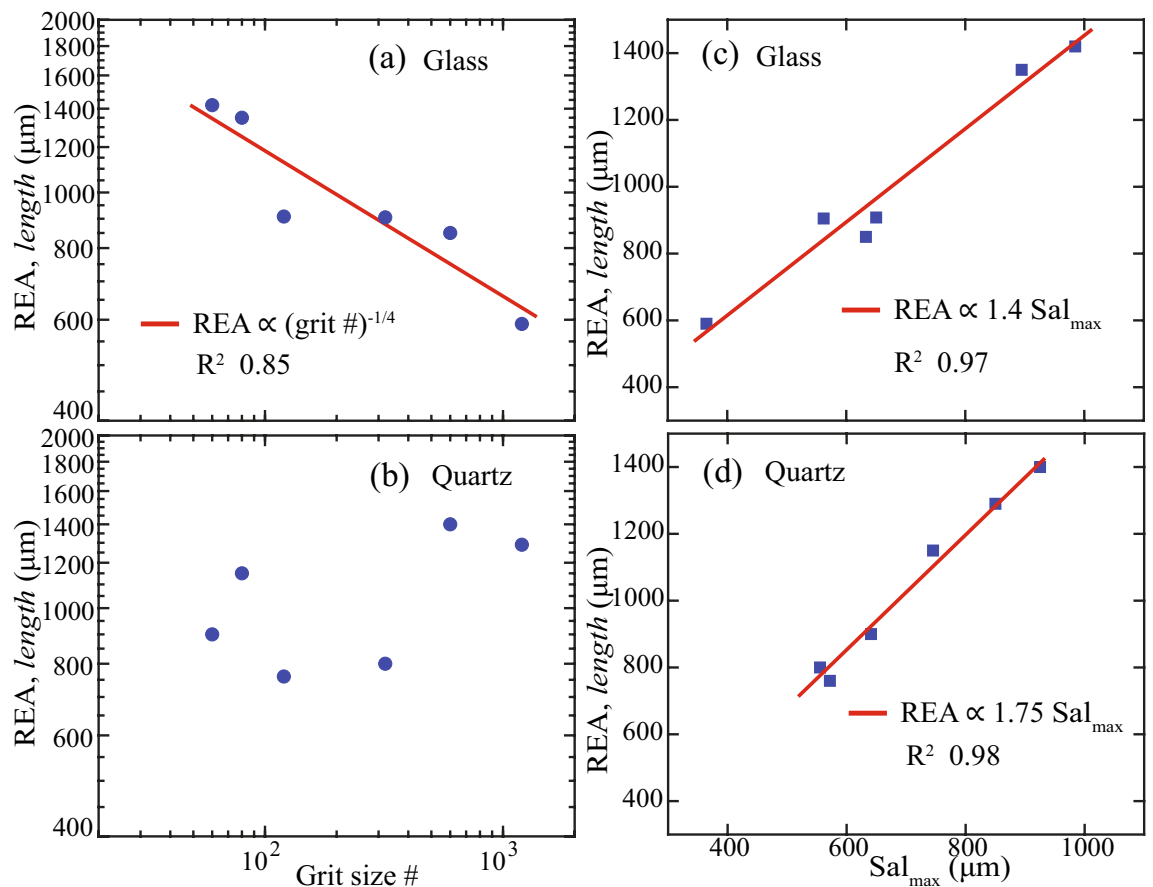 2000
1800
1600
1400
1200
1000
800
600
400
REA, length (μm)
(a) Glass
REA ∝ (grit #)^-1/4
R² 0.85
1400
1200
1000
800
600
400
REA, length (μm)
(c) Glass
REA ∝ 1.4 Sal_max
R² 0.97
2000
1800
1600
1400
1200
1000
800
600
400
REA, length (μm)
(b) Quartz
10²
10³
Grit size #
1400
1200
1000
800
600
400
REA, length (μm)
(d) Quartz
REA ∝ 1.75 Sal_max
R² 0.98
400
600
800
1000
Sal_max (μm)